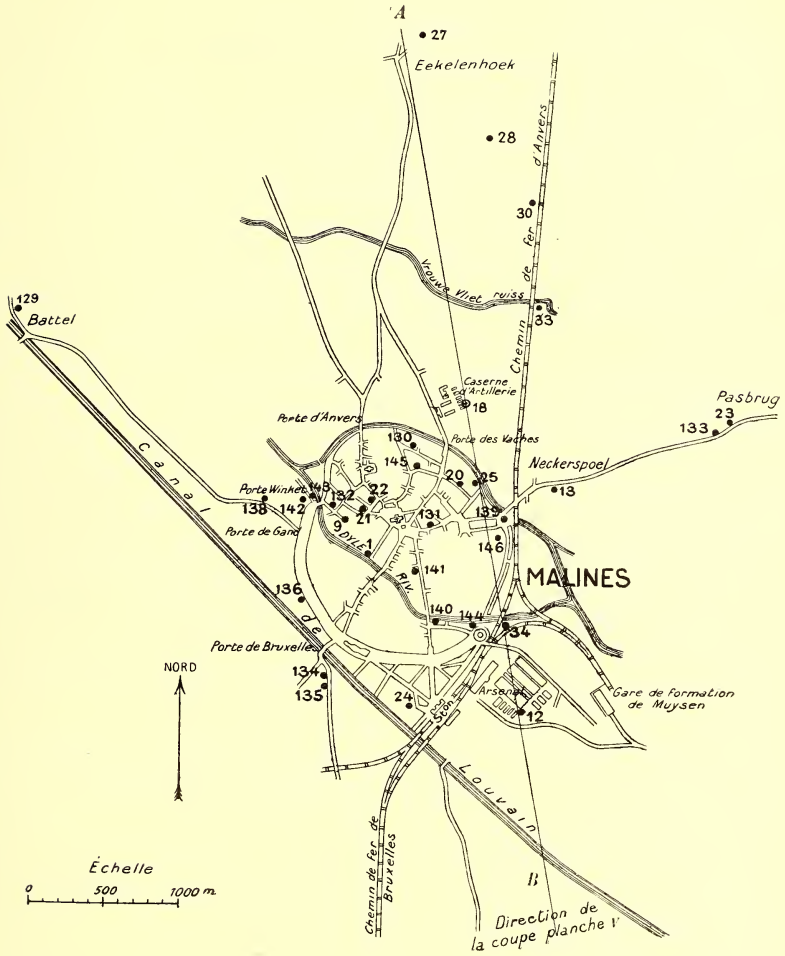 A
27
Eekelenhoek
28
Chemin de fer d'Anvers
30
Vrouwe Vliet ruiss
33
129
Battel
Caserne
d'Artillerie
18
Pasbrug
23
133
Porte d'Anvers
130
Porte des Vaches
145
Neckerspoel
20
25
13
Porte Winket
143
132
22
142
138
21
9
131
139
Porte de Gand
146
DYLE RIV.
1
141
MALINES
136
140
144
34
Porte de Bruxelles
134
135
24
Arsenal
12
Ston
Gare de Formation
de Muysen
NORD
Canal de Louvain
Échelle
0 500 1000 m.
Chemin de fer de
Bruxelles
B
Direction de
la coupe planche V